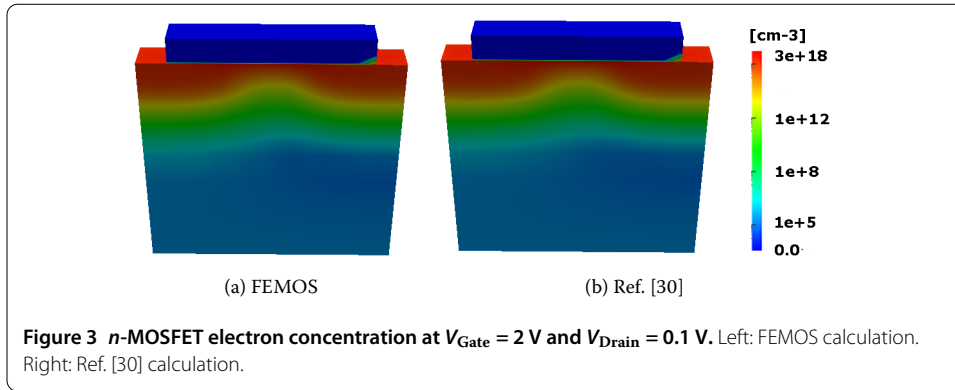 [cm-3]
3e+18
1e+12
1e+8
1e+5
0.0
(a) FEMOS
(b) Ref. [30]
Figure 3 n-MOSFET electron concentration at VGate = 2 V and VDrain = 0.1 V. Left: FEMOS calculation.
Right: Ref. [30] calculation.